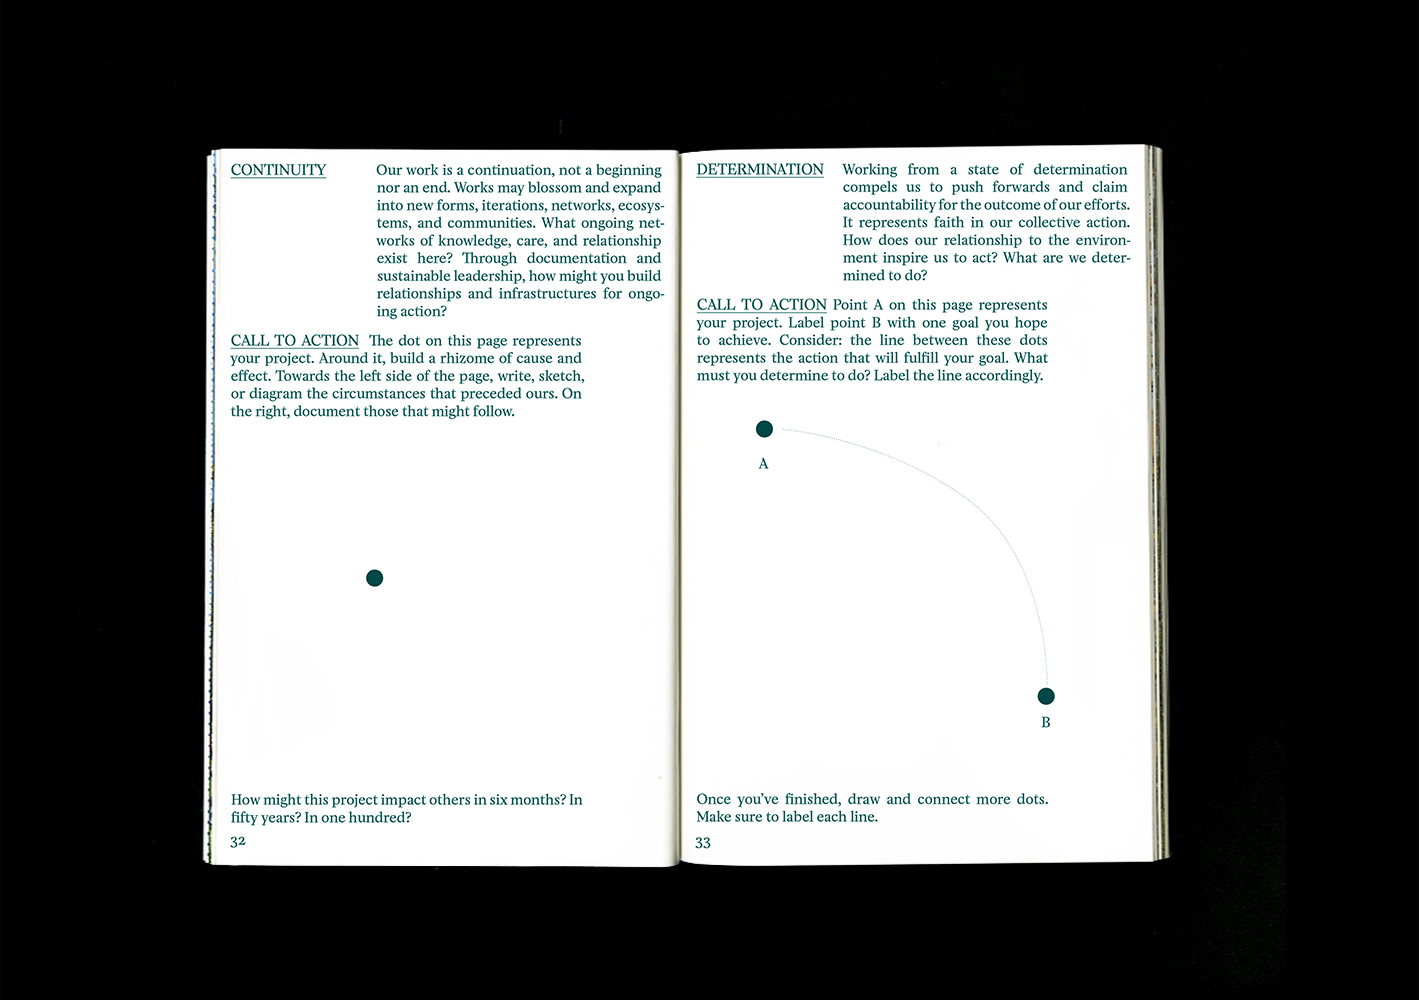 CONTINUITY
Our work is a continuation, not a beginning
nor an end. Works may blossom and expand
into new forms, iterations, networks, ecosys-
tems, and communities. What ongoing net-
works of knowledge, care, and relationship
exist here? Through documentation and
sustainable leadership, how might you build
relationships and infrastructures for ongo-
ing action?
CALL TO ACTION The dot on this page represents
your project. Around it, build a rhizome of cause and
effect. Towards the left side of the page, write, sketch,
or diagram the circumstances that preceded ours. On
the right, document those that might follow.
How might this project impact others in six months? In
fifty years? In one hundred?
32
DETERMINATION
Working from a state of determination
compels us to push forwards and claim
accountability for the outcome of our efforts.
It represents faith in our collective action.
How does our relationship to the environ-
ment inspire us to act? What are we deter-
mined to do?
CALL TO ACTION Point A on this page represents
your project. Label point B with one goal you hope
to achieve. Consider: the line between these dots
represents the action that will fulfill your goal. What
must you determine to do? Label the line accordingly.
A
B
Once you've finished, draw and connect more dots.
Make sure to label each line.
33